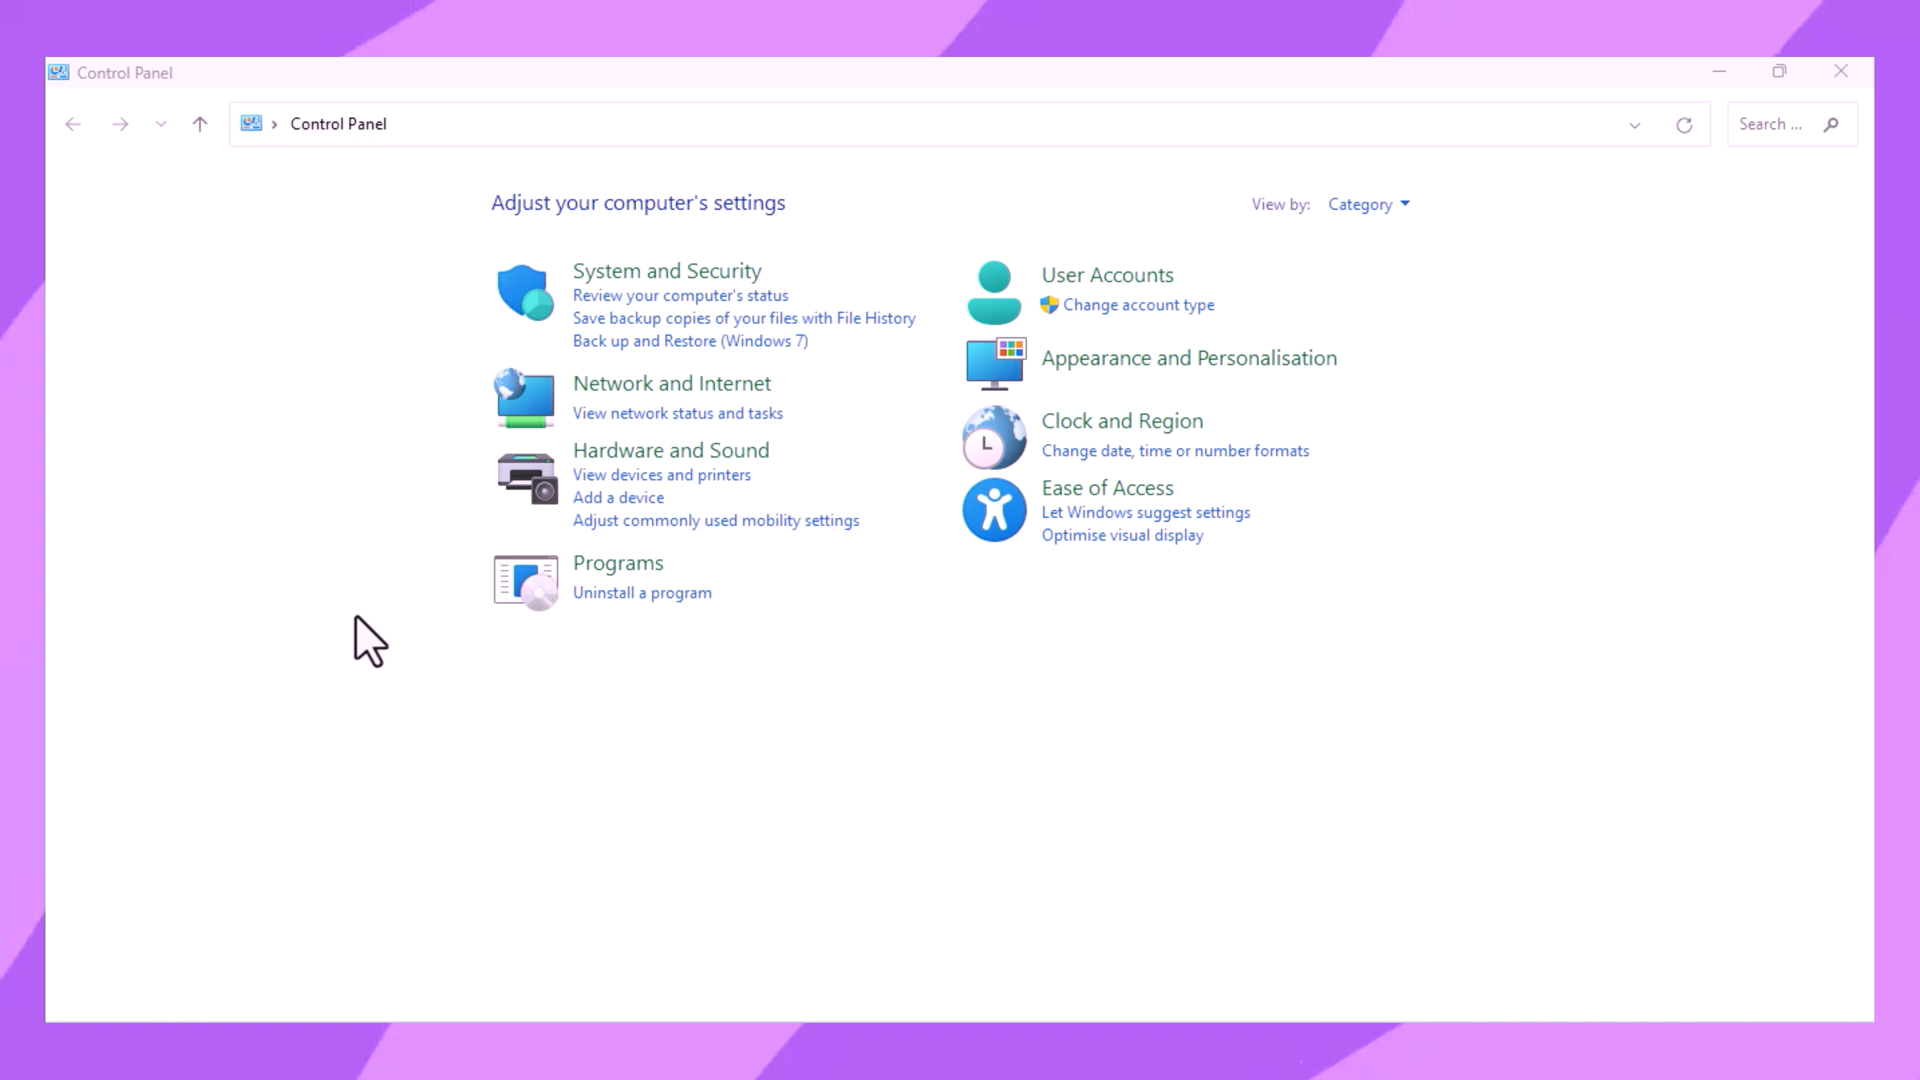 Control Panel
Control Panel
Search ...
Adjust your computer's settings
View by: Category
System and Security
Review your computer's status
Save backup copies of your files with File History
Back up and Restore (Windows 7)
Network and Internet
View network status and tasks
Hardware and Sound
View devices and printers
Add a device
Adjust commonly used mobility settings
Programs
Uninstall a program
User Accounts
Change account type
Appearance and Personalisation
Clock and Region
Change date, time or number formats
Ease of Access
Let Windows suggest settings
Optimise visual display